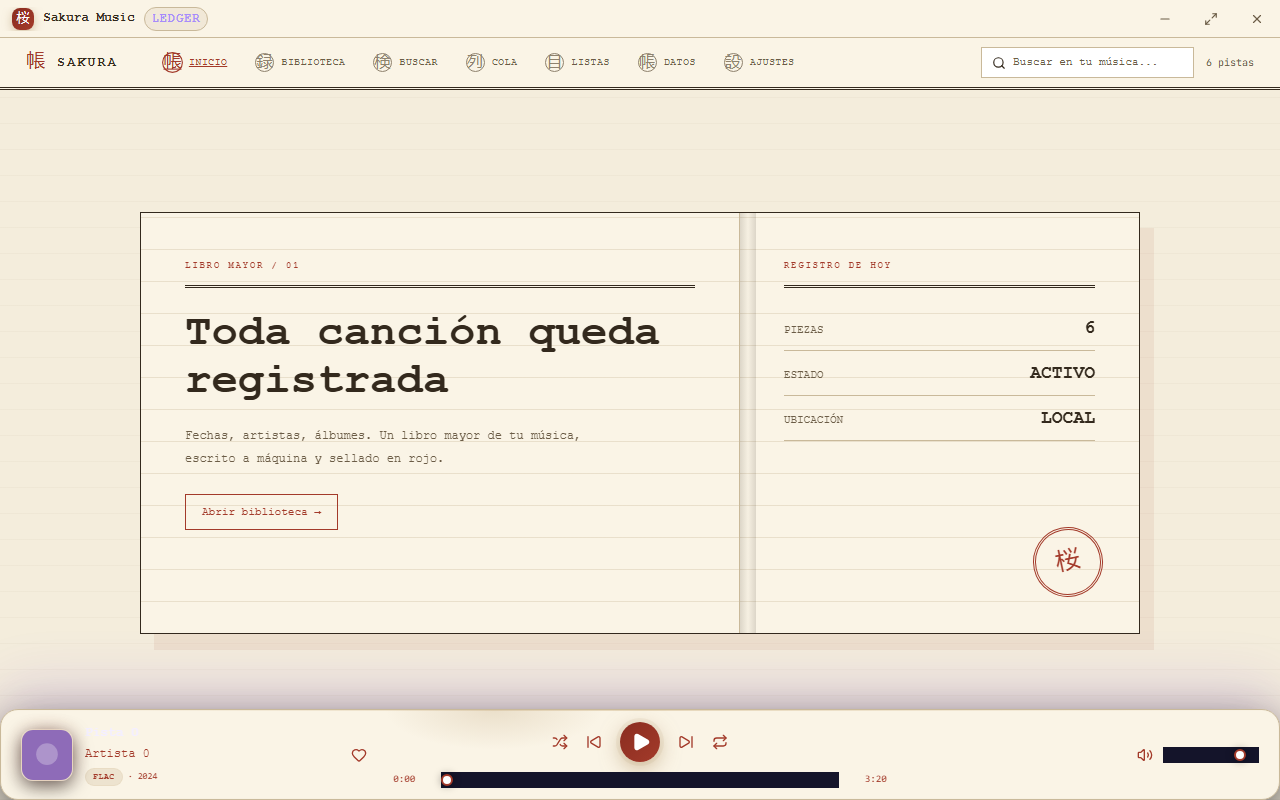 桜 Sakura Music LEDGER
帳 SAKURA 帳 INICIO 録 BIBLIOTECA 検 BUSCAR 列 COLA 目 LISTAS 帳 DATOS 設 AJUSTES Buscar en tu música... 6 pistas
LIBRO MAYOR / 01
Toda canción queda
registrada
Fechas, artistas, álbumes. Un libro mayor de tu música,
escrito a máquina y sellado en rojo.
Abrir biblioteca →
REGISTRO DE HOY
PIEZAS 6
ESTADO ACTIVO
UBICACIÓN LOCAL
桜
Artista 0
FLAC · 2024
0:00 3:20